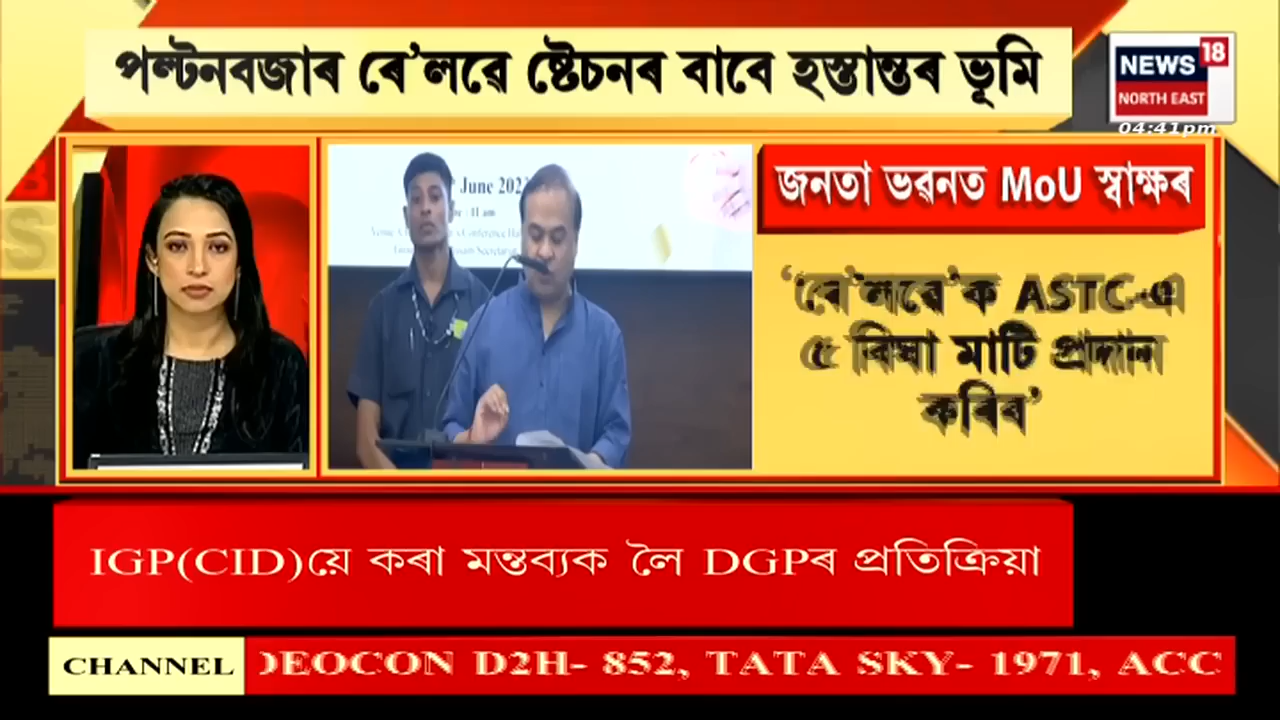 পল্টনবজাৰ ৰে’লৱে ষ্টেচনৰ বাবে হস্তান্তৰ ভূমি
NEWS 18
NORTH EAST
04:41pm
June 202
11 am
জনতা ভৱনত MoU স্বাক্ষৰ
‘ৰে’লৱে’ক ASTC-এ
৫ বিঘা মাটি প্ৰদান
কৰিব’
IGP(CID)য়ে কৰা মন্তব্যক লৈ DGPৰ প্ৰতিক্ৰিয়া
CHANNEL
DEOCON D2H- 852, TATA SKY- 1971, ACC